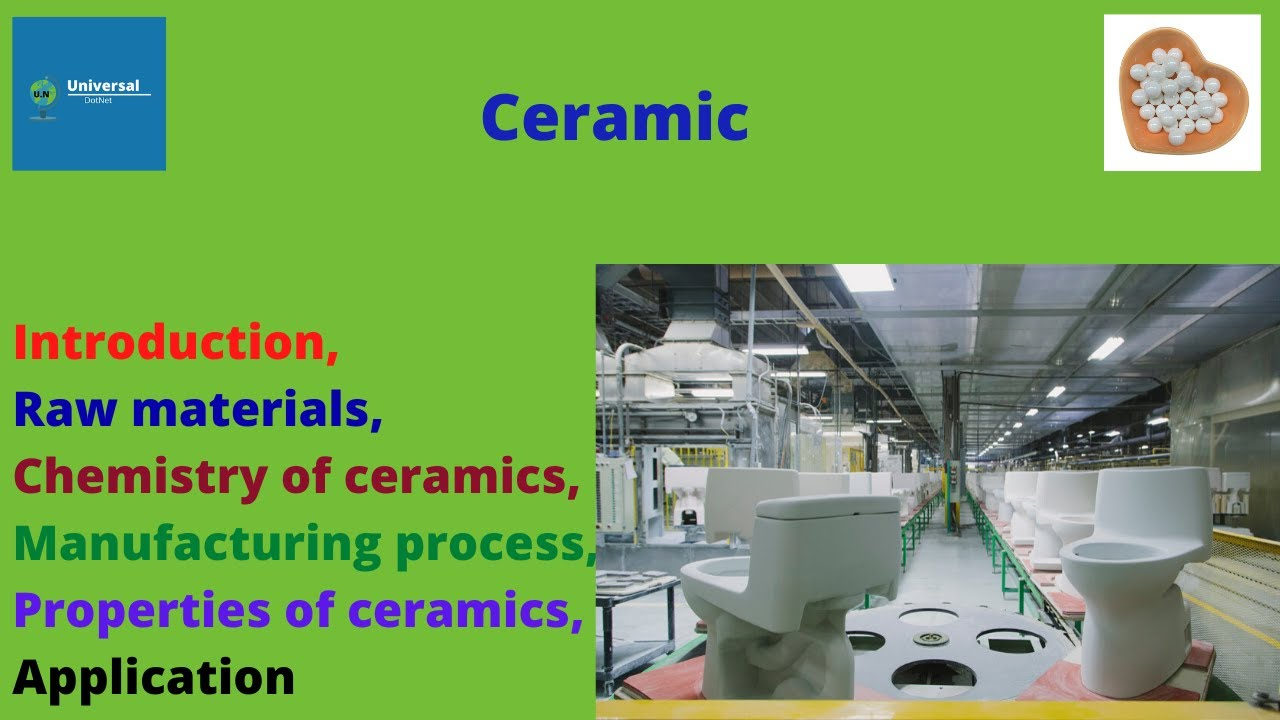 U.N
Universal
DotNet
Ceramic
Introduction,
Raw materials,
Chemistry of ceramics,
Manufacturing process,
Properties of ceramics,
Application